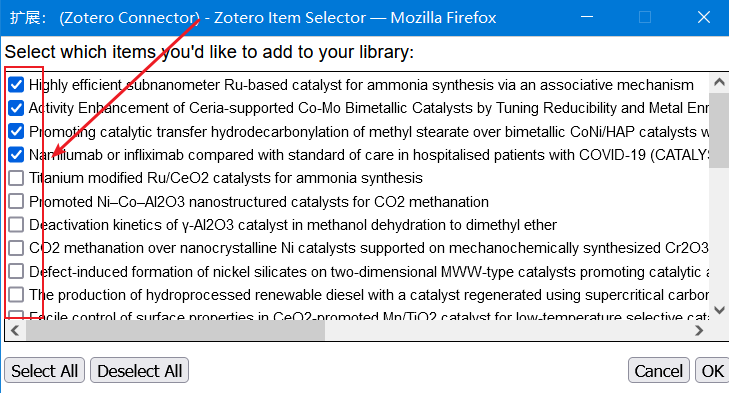 扩展： (Zotero Connector) - Zotero Item Selector — Mozilla Firefox
Select which items you'd like to add to your library:
Highly efficient subnanometer Ru-based catalyst for ammonia synthesis via an associative mechanism
Activity Enhancement of Ceria-supported Co-Mo Bimetallic Catalysts by Tuning Reducibility and Metal Enr
Promoting catalytic transfer hydrodecarbonylation of methyl stearate over bimetallic CoNi/HAP catalysts w
Namilumab or infliximab compared with standard of care in hospitalised patients with COVID-19 (CATALYS
Titanium modified Ru/CeO2 catalysts for ammonia synthesis
Promoted Ni–Co–Al2O3 nanostructured catalysts for CO2 methanation
Deactivation kinetics of γ-Al2O3 catalyst in methanol dehydration to dimethyl ether
CO2 methanation over nanocrystalline Ni catalysts supported on mechanochemically synthesized Cr2O3
Defect-induced formation of nickel silicates on two-dimensional MWW-type catalysts promoting catalytic a
The production of hydroprocessed renewable diesel with a catalyst regenerated using supercritical carbon
Facile control of surface properties in CeO2-promoted Mn/TiO2 catalyst for low-temperature selective cata
Select All Deselect All Cancel OK